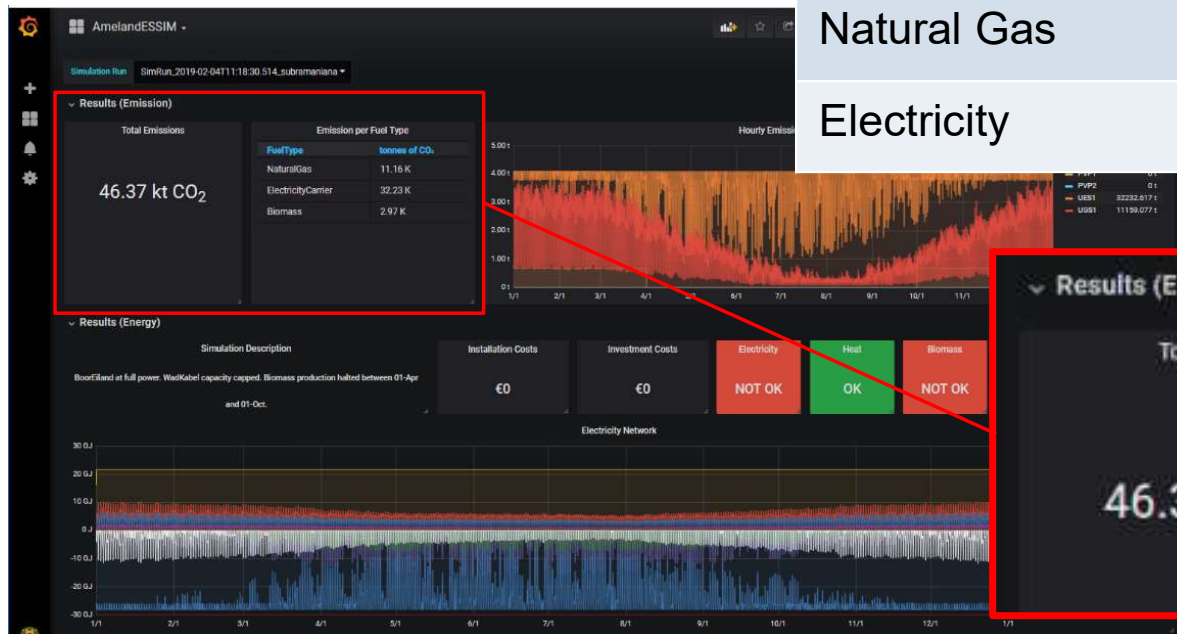 AmelandESSIM
Simulation Run SimRun_2019-02-04T11:18:30.514_subramaniana
Results (Emission)
Total Emissions
46.37 kt CO₂
Emission per Fuel Type
FuelType tonnes of CO₂
NaturalGas 11.16 K
ElectricityCarrier 32.23 K
Biomass 2.97 K
Hourly Emissi
5.00 t
4.00 t
3.00 t
2.00 t
1.00 t
0 t
1/1 2/1 3/1 4/1 6/1 7/1 8/1 9/1 10/1 11/1
PVP2 0 t
UES1 32232.617 t
UGS1 11159.077 t
Natural Gas
Electricity
Results (Energy)
Simulation Description
BoorEiland at full power. WadKabel capacity capped. Biomass production halted between 01-Apr
and 01-Oct.
Installation Costs
€0
Investment Costs
€0
Electricity
NOT OK
Heat
OK
Biomass
NOT OK
Electricity Network
30 GJ
20 GJ
10 GJ
0 J
-10 GJ
-20 GJ
-30 GJ
1/1 2/1 3/1 4/1 5/1 6/1 7/1 8/1 9/1 10/1 11/1 12/1 1/1
Results (E
To
46.3